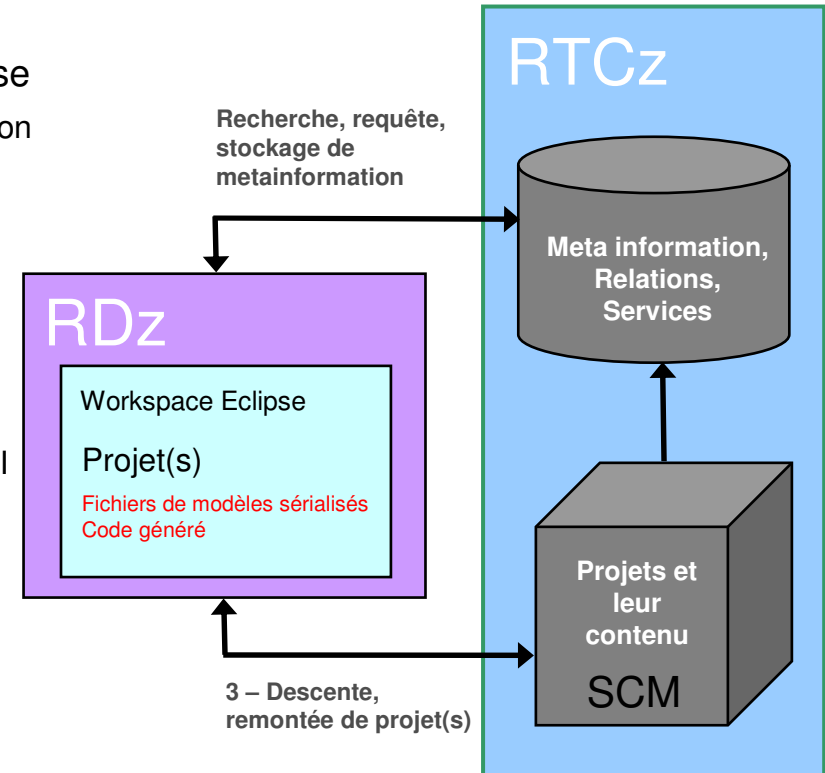 se
on
l
RTCz
Recherche, requête,
stockage de
metainformation
Meta information,
Relations,
Services
RDz
Workspace Eclipse
Projet(s)
Fichiers de modèles sérialisés
Code généré
Projets et
leur
contenu
SCM
3 – Descente,
remontée de projet(s)